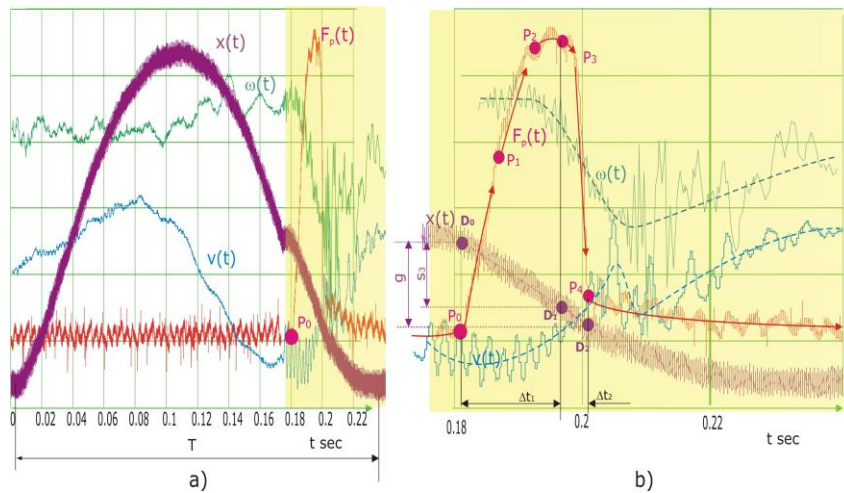 x(t)
F_p(t)
ω(t)
v(t)
P₀
0 0.02 0.04 0.06 0.08 0.1 0.12 0.14 0.16 0.18 0.2 0.22
T
t sec
a)
P₂
P₃
F_p(t)
P₁
ω(t)
x(t)
D₀
g
s₃
P₀
P₄
D₁
D₂
v(t)
Δt₁
Δt₂
0.18 0.2 0.22
t sec
b)